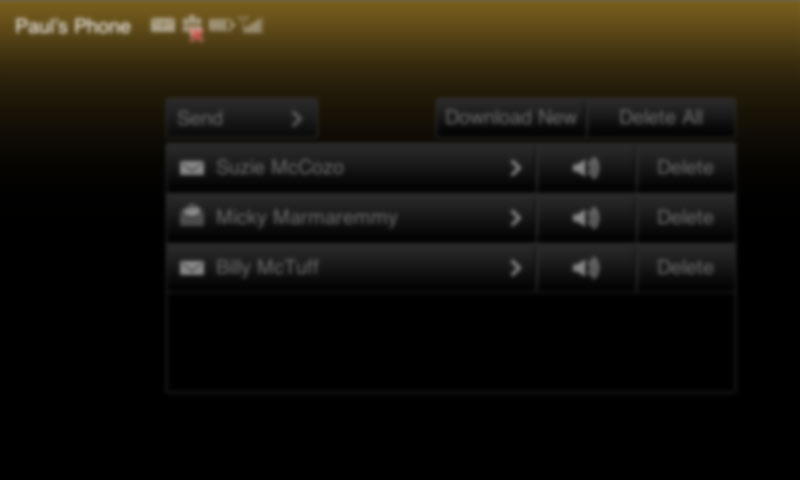 Paul's Phone
Send
Download New
Delete All
Suzie McCozo
Delete
Micky Marmaremmy
Delete
Billy McTuff
Delete